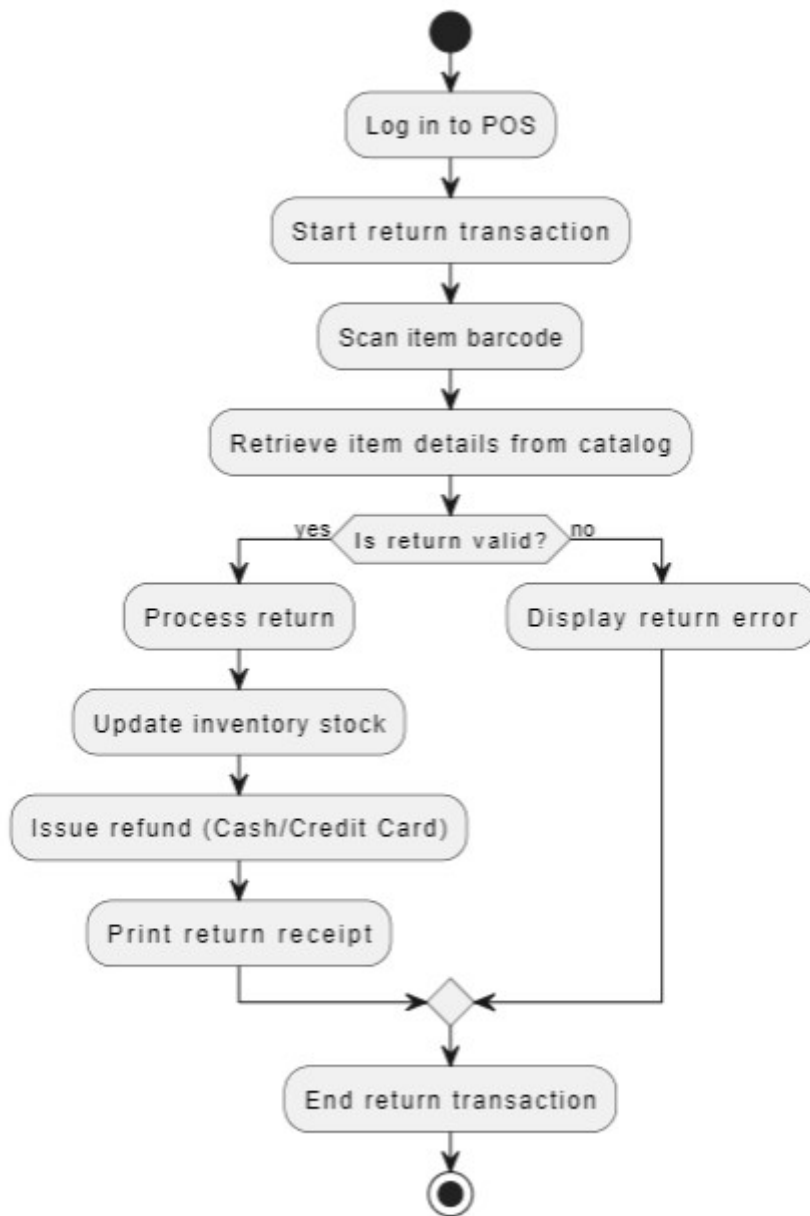 Log in to POS
Start return transaction
Scan item barcode
Retrieve item details from catalog
yes
Is return valid?
no
Process return
Display return error
Update inventory stock
Issue refund (Cash/Credit Card)
Print return receipt
End return transaction